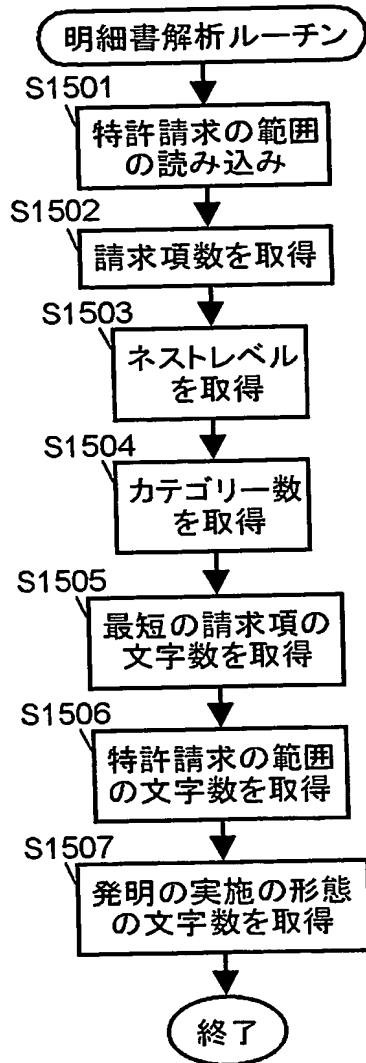 明細書解析ルーチン
S1501
特許請求の範囲
の読み込み
S1502
請求項数を取得
S1503
ネストレベル
を取得
S1504
カテゴリー数
を取得
S1505
最短の請求項の
文字数を取得
S1506
特許請求の範囲
の文字数を取得
S1507
発明の実施の形態
の文字数を取得
終了